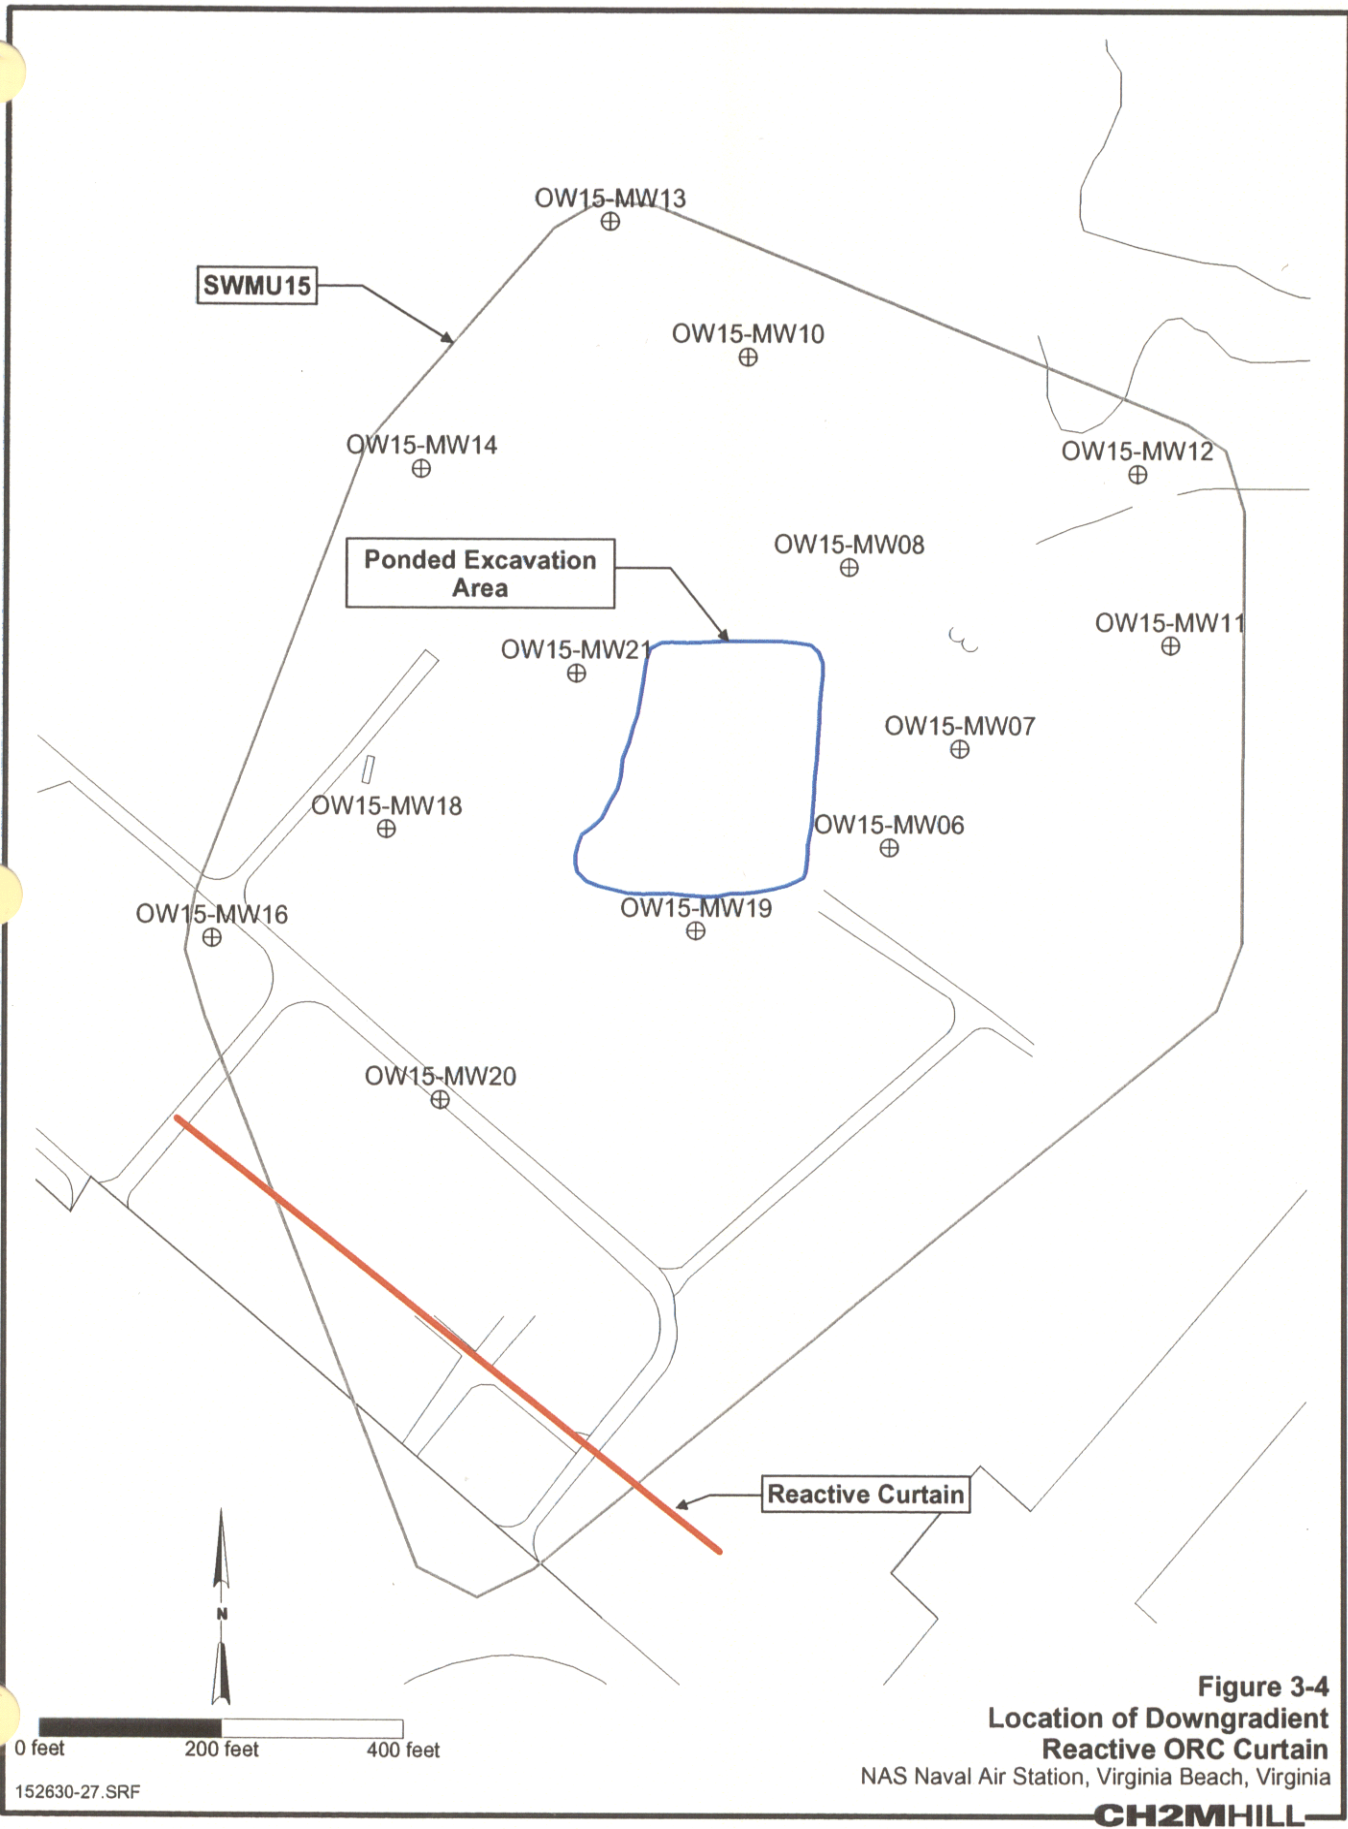 OW15-MW13
SWMU15
OW15-MW10
OW15-MW14
OW15-MW12
OW15-MW08
Ponded Excavation
Area
OW15-MW11
OW15-MW21
OW15-MW07
OW15-MW18
OW15-MW06
OW15-MW16
OW15-MW19
OW15-MW20
Reactive Curtain
N
0 feet
200 feet
400 feet
152630-27.SRF
Figure 3-4
Location of Downgradient
Reactive ORC Curtain
NAS Naval Air Station, Virginia Beach, Virginia
CH2MHILL